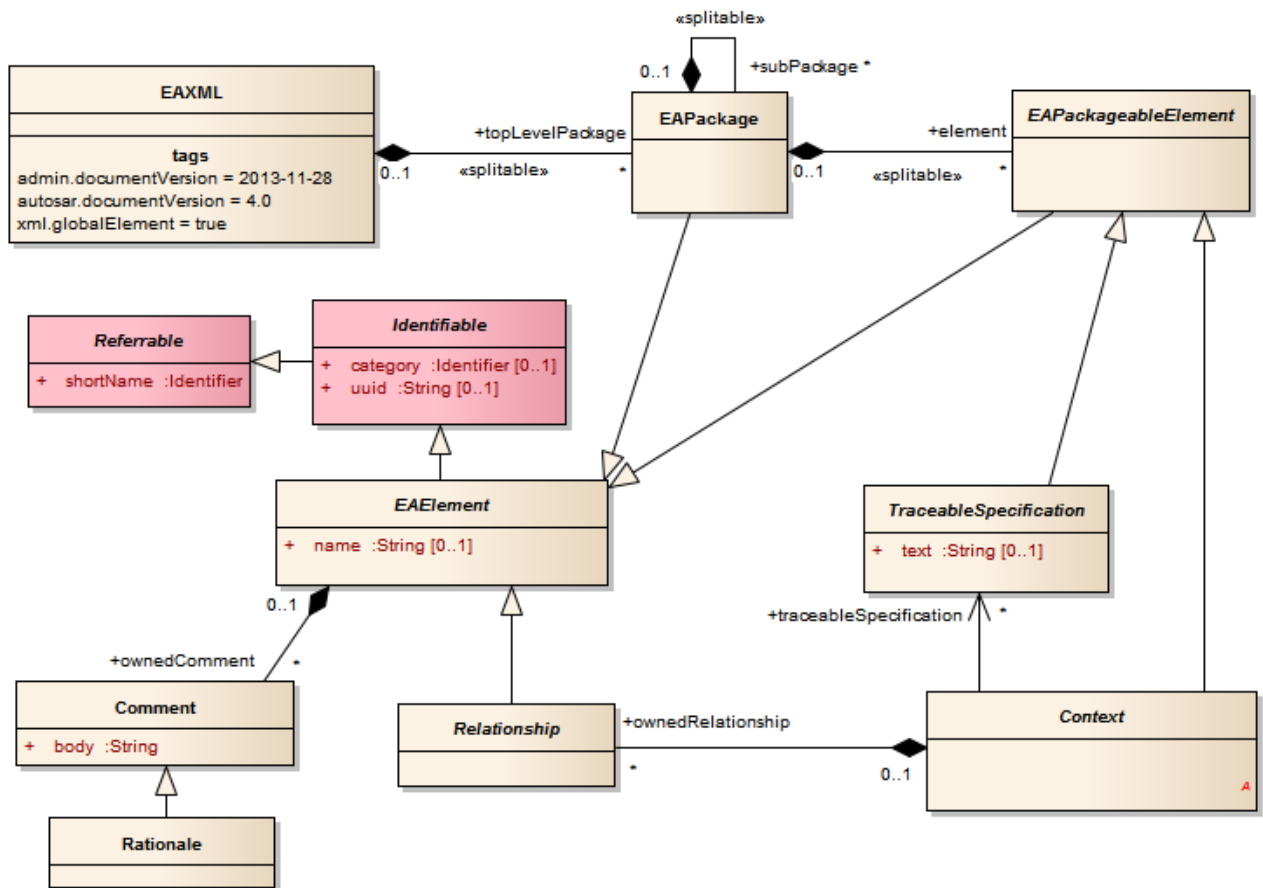 «splitable»
0..1
+subPackage *
EAXML
tags
admin.documentVersion = 2013-11-28
autosar.documentVersion = 4.0
xml.globalElement = true
+topLevelPackage
0..1
«splitable»
*
EAPackage
+element
0..1
«splitable»
*
EAPackageableElement
Referrable
+ shortName :Identifier
Identifiable
+ category :Identifier [0..1]
+ uuid :String [0..1]
EAElement
+ name :String [0..1]
TraceableSpecification
+ text :String [0..1]
0..1
+ownedComment
*
+traceableSpecification
*
Comment
+ body :String
Relationship
+ownedRelationship
*
0..1
Context
A
Rationale